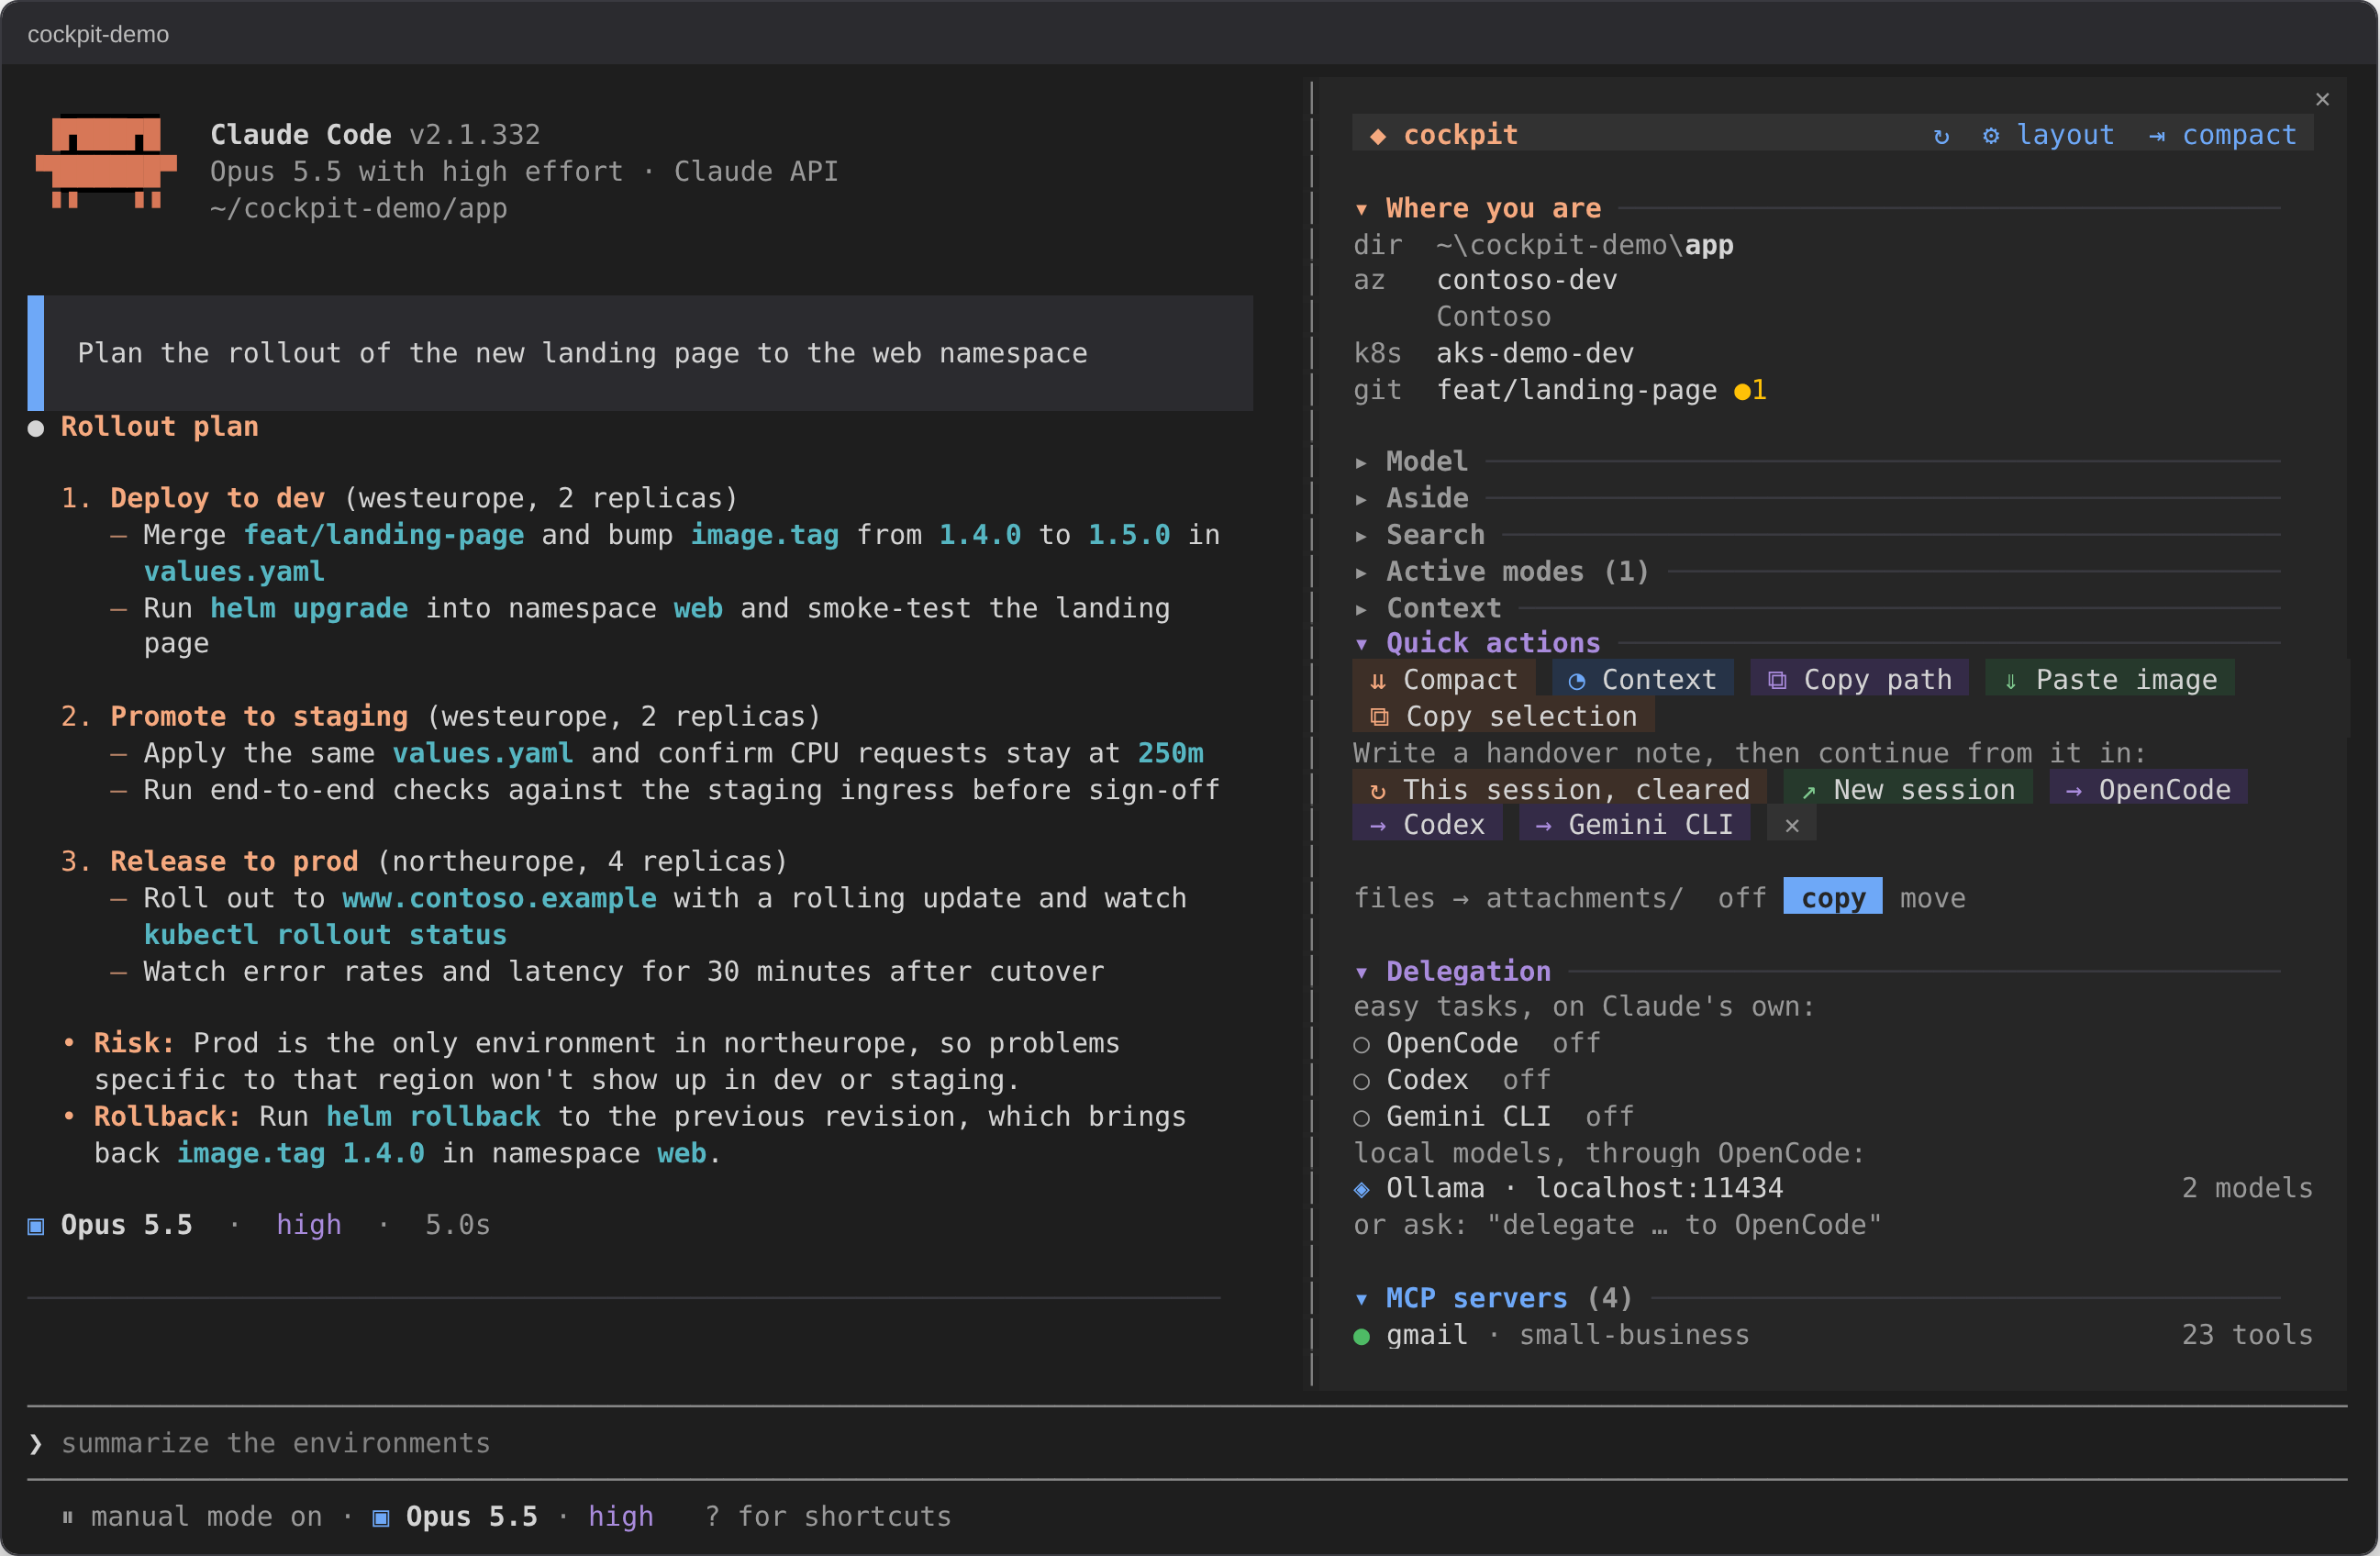 cockpit-demo
Claude Code v2.1.332
Opus 5.5 with high effort · Claude API
~/cockpit-demo/app
Plan the rollout of the new landing page to the web namespace
● Rollout plan
1. Deploy to dev (westeurope, 2 replicas)
– Merge feat/landing-page and bump image.tag from 1.4.0 to 1.5.0 in
values.yaml
– Run helm upgrade into namespace web and smoke-test the landing
page
2. Promote to staging (westeurope, 2 replicas)
– Apply the same values.yaml and confirm CPU requests stay at 250m
– Run end-to-end checks against the staging ingress before sign-off
3. Release to prod (northeurope, 4 replicas)
– Roll out to www.contoso.example with a rolling update and watch
kubectl rollout status
– Watch error rates and latency for 30 minutes after cutover
• Risk: Prod is the only environment in northeurope, so problems
specific to that region won't show up in dev or staging.
• Rollback: Run helm rollback to the previous revision, which brings
back image.tag 1.4.0 in namespace web.
▣ Opus 5.5 · high · 5.0s
×
◆ cockpit ↻ ⚙ layout ⇥ compact
▾ Where you are
dir ~\cockpit-demo\app
az contoso-dev
Contoso
k8s aks-demo-dev
git feat/landing-page ●1
▸ Model
▸ Aside
▸ Search
▸ Active modes (1)
▸ Context
▾ Quick actions
⇊ Compact ◔ Context ⧉ Copy path ⇓ Paste image
⧉ Copy selection
Write a handover note, then continue from it in:
↻ This session, cleared ↗ New session → OpenCode
→ Codex → Gemini CLI ×
files → attachments/ off copy move
▾ Delegation
easy tasks, on Claude's own:
○ OpenCode off
○ Codex off
○ Gemini CLI off
local models, through OpenCode:
◈ Ollama · localhost:11434 2 models
or ask: "delegate … to OpenCode"
▾ MCP servers (4)
● gmail · small-business 23 tools
❯ summarize the environments
⏸ manual mode on · ▣ Opus 5.5 · high ? for shortcuts